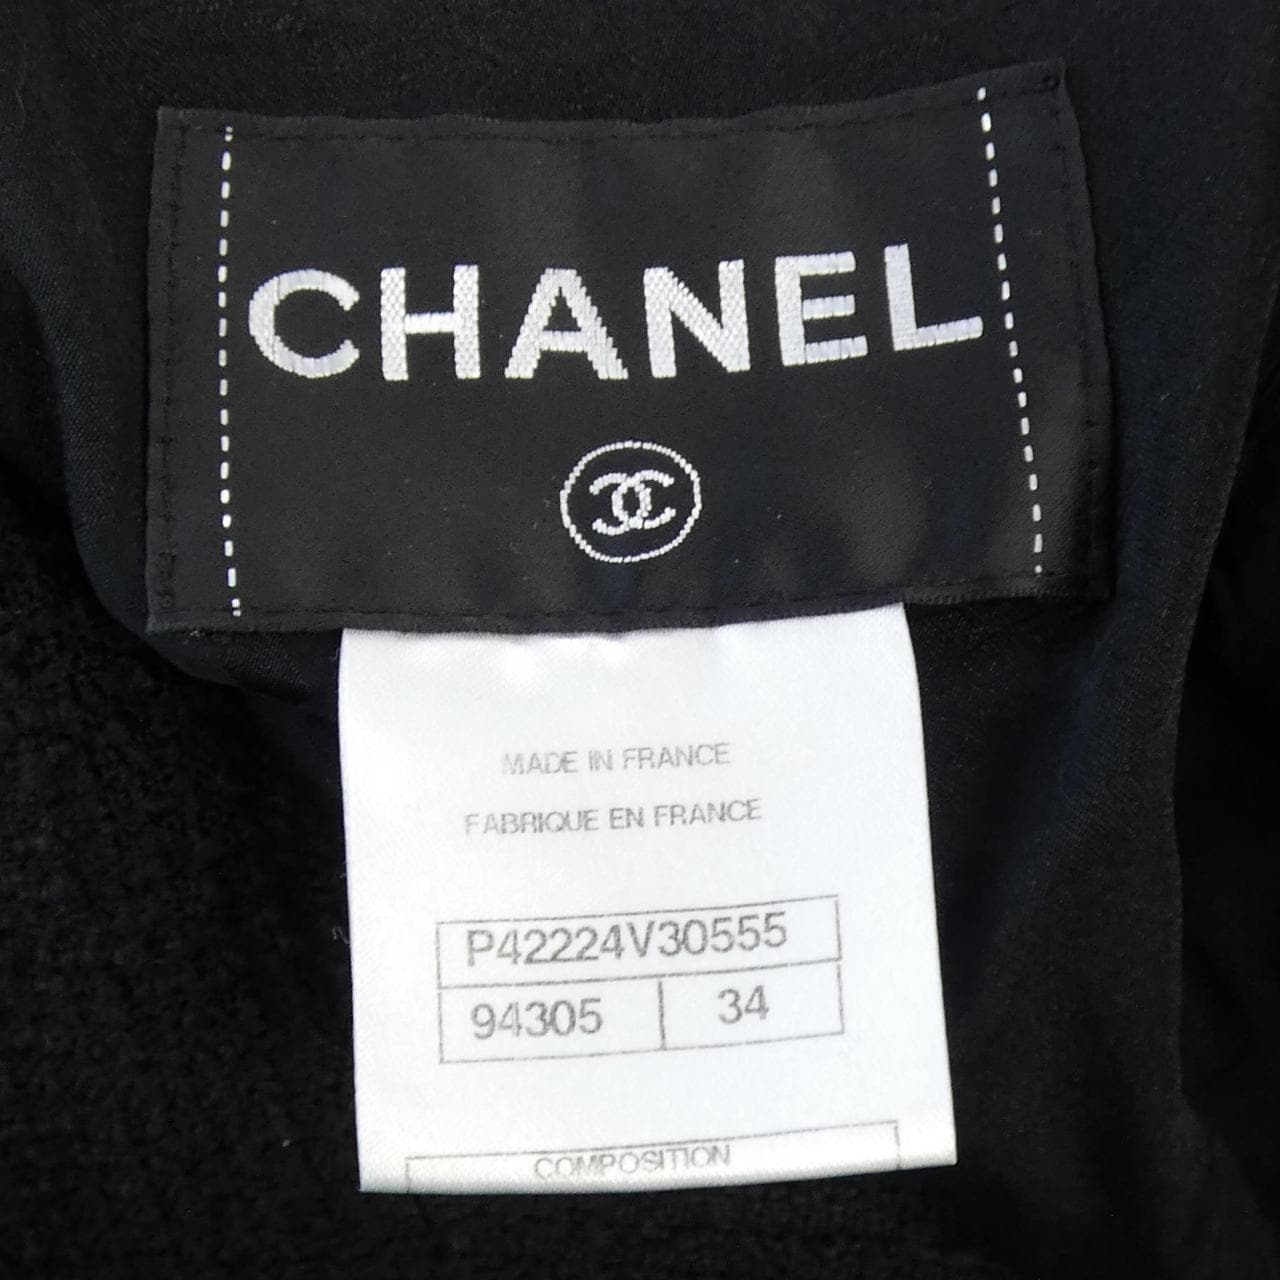 CHANEL
MADE IN FRANCE
FABRIQUE EN FRANCE
P42224V30555
94305 34
COMPOSITION